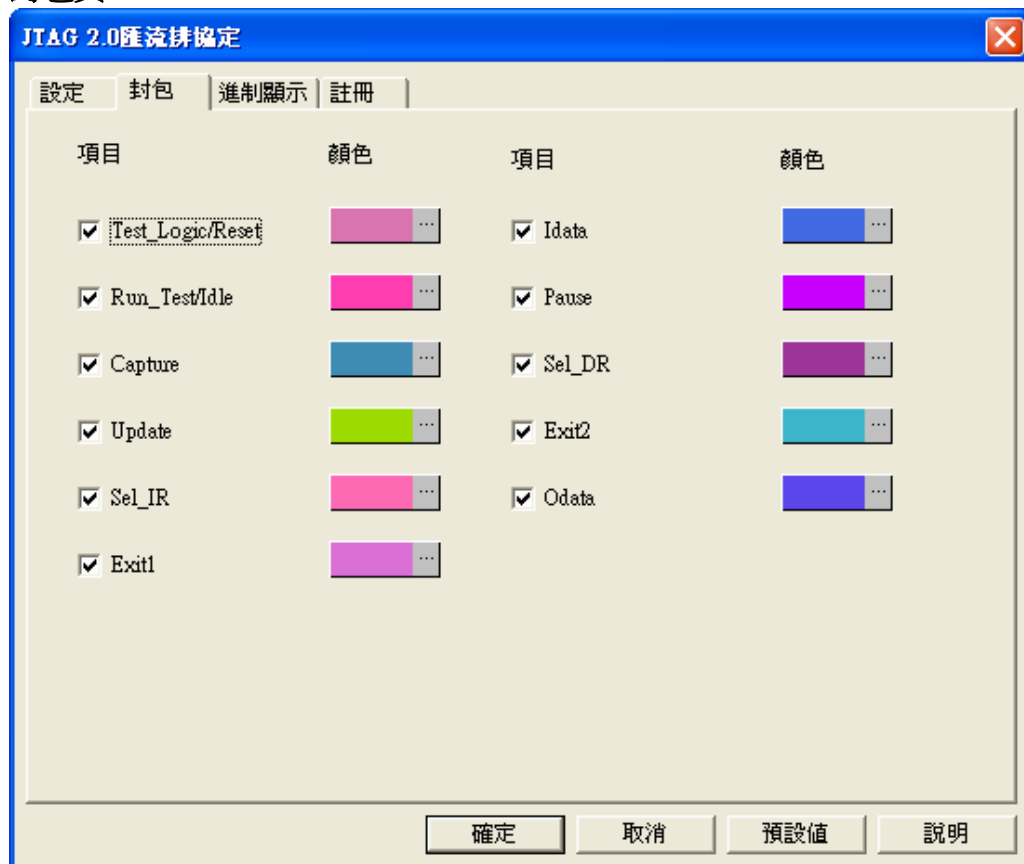 JTAG 2.0匯流排協定
設定 封包 進制顯示 註冊
項目 顏色 項目 顏色
Test_Logic/Reset ... Idata ...
Run_Test/Idle ... Pause ...
Capture ... Sel_DR ...
Update ... Exit2 ...
Sel_IR ... Odata ...
Exit1 ...
確定 取消 預設值 說明